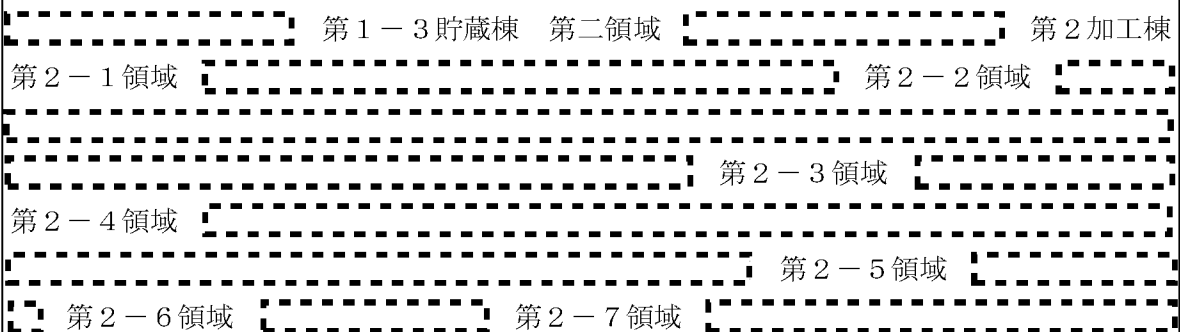 第１－３貯蔵棟　第二領域　第２加工棟
第２－１領域　第２－２領域
第２－３領域
第２－４領域
第２－５領域
第２－６領域　第２－７領域